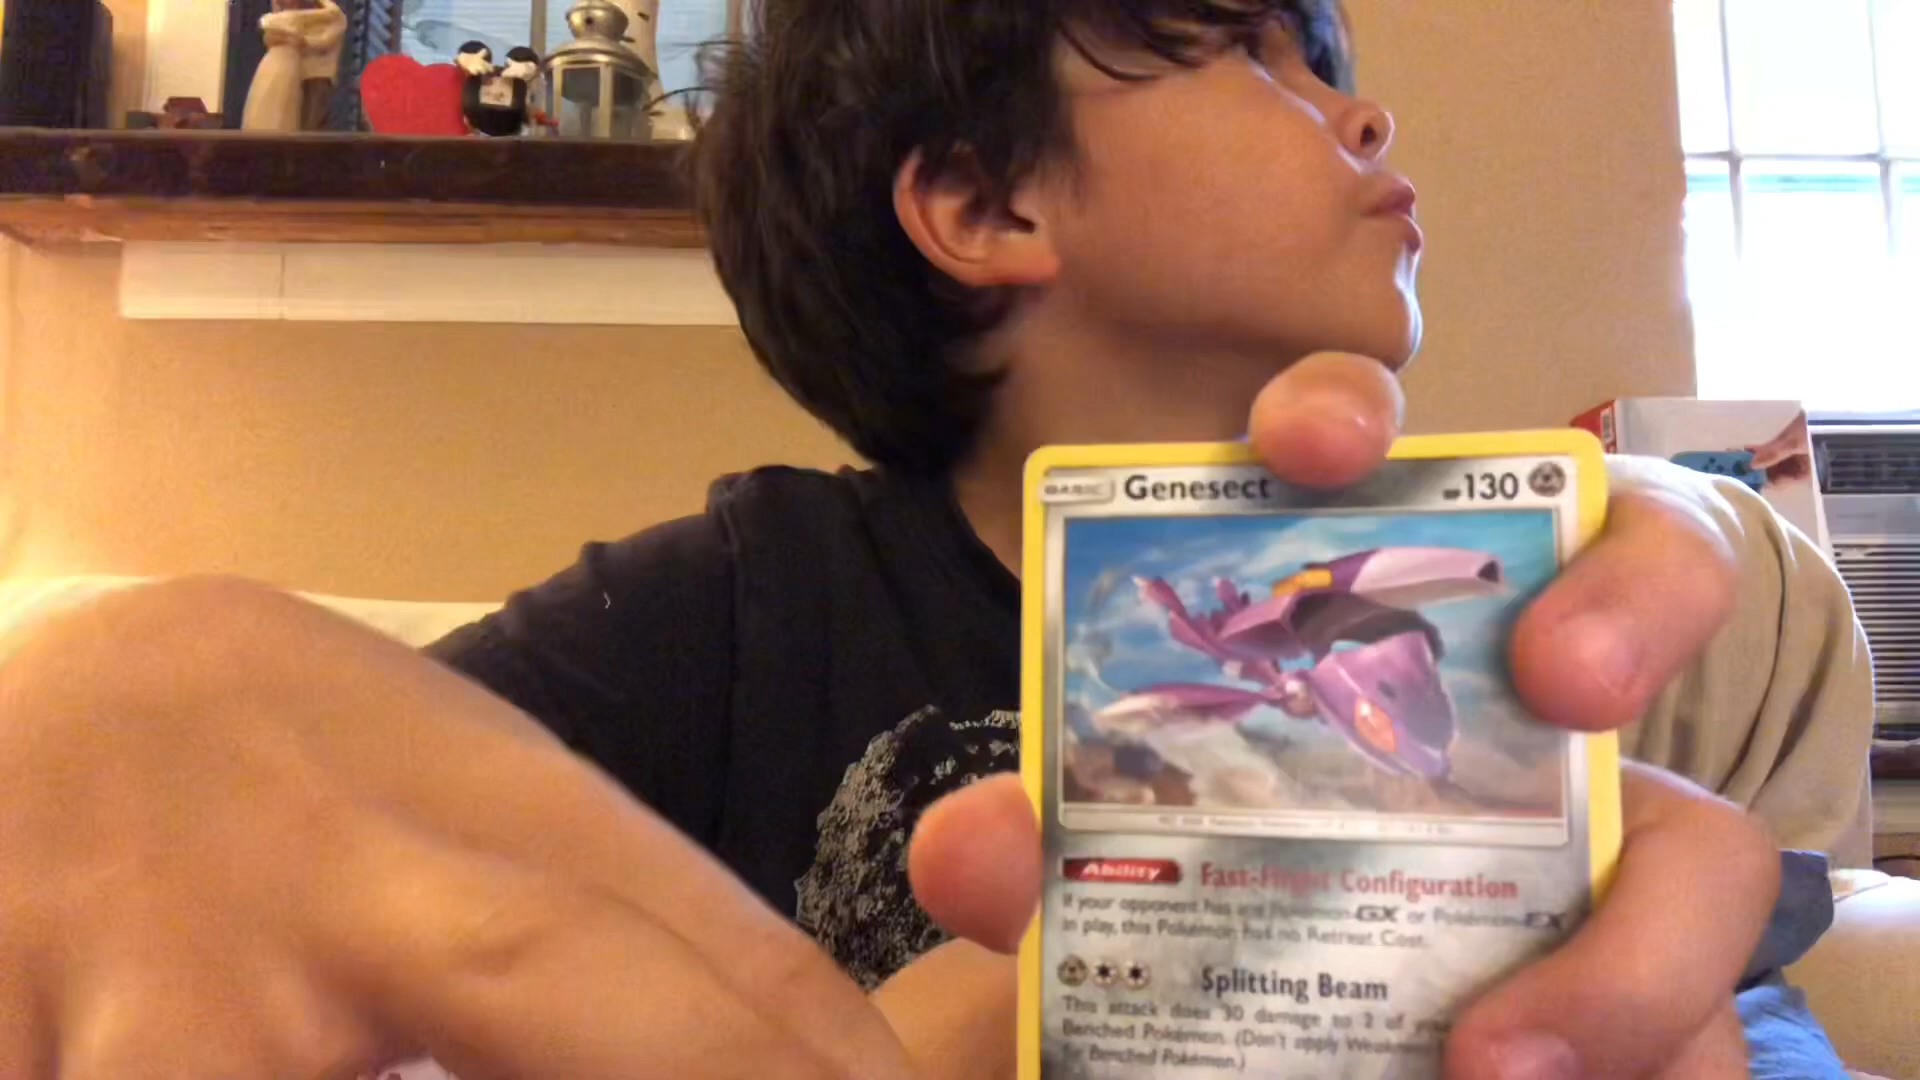 BASIC Genesect HP130
Ability Fast-Flight Configuration
If your opponent has any Pokémon-GX or Pokémon-EX
in play, this Pokémon has no Retreat Cost.
Splitting Beam
This attack does 30 damage to 2 of
Benched Pokémon. (Don't apply
for Benched Pokémon.)